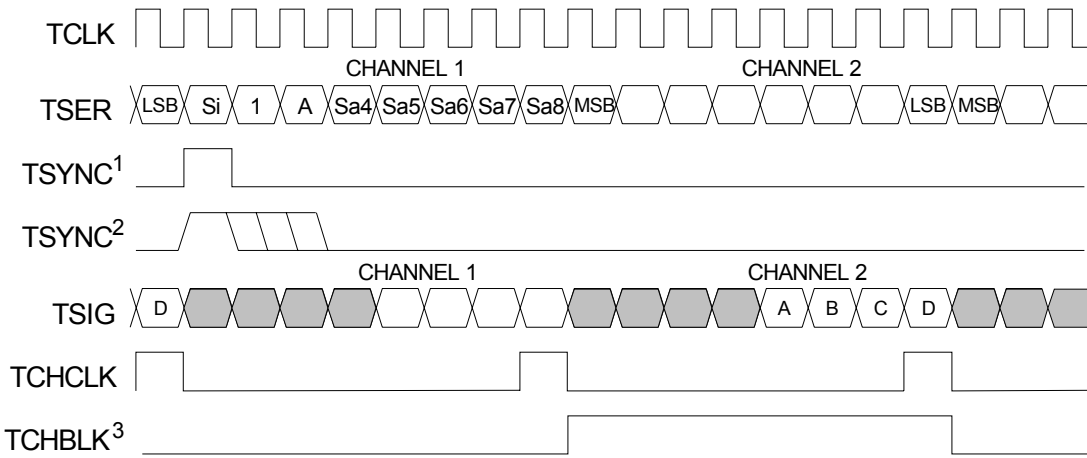 TCLK
CHANNEL 1 CHANNEL 2
TSER LSB Si 1 A Sa4 Sa5 Sa6 Sa7 Sa8 MSB LSB MSB
TSYNC1
TSYNC2
CHANNEL 1 CHANNEL 2
TSIG D A B C D
TCHCLK
TCHBLK3